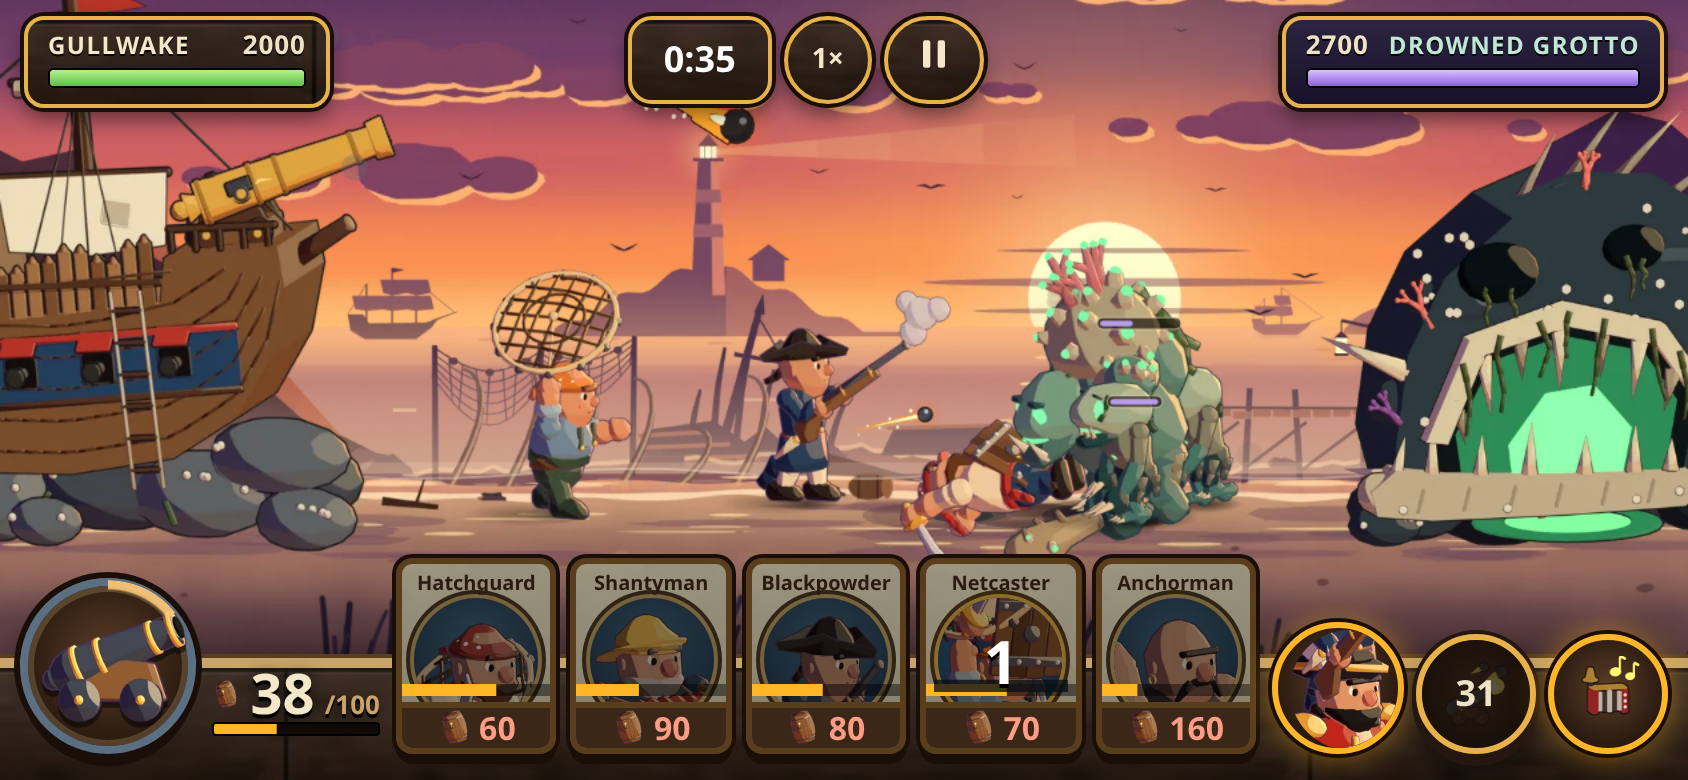 GULLWAKE 2000
0:35
1×
2700 DROWNED GROTTO
38 /100
Hatchguard
60
Shantyman
90
Blackpowder
80
Netcaster
1
70
Anchorman
160
31